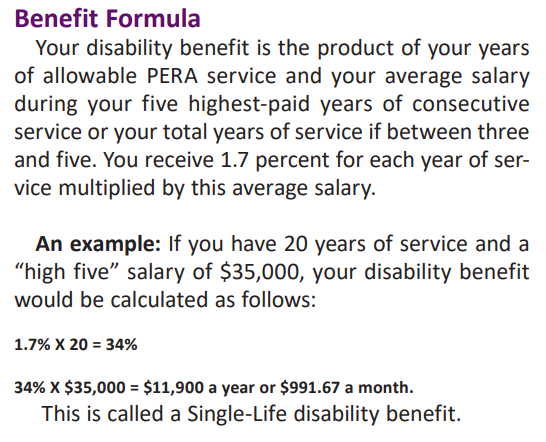 Benefit Formula
Your disability benefit is the product of your years
of allowable PERA service and your average salary
during your five highest-paid years of consecutive
service or your total years of service if between three
and five. You receive 1.7 percent for each year of ser-
vice multiplied by this average salary.
An example: If you have 20 years of service and a
“high five” salary of $35,000, your disability benefit
would be calculated as follows:
1.7% X 20 = 34%
34% X $35,000 = $11,900 a year or $991.67 a month.
This is called a Single-Life disability benefit.